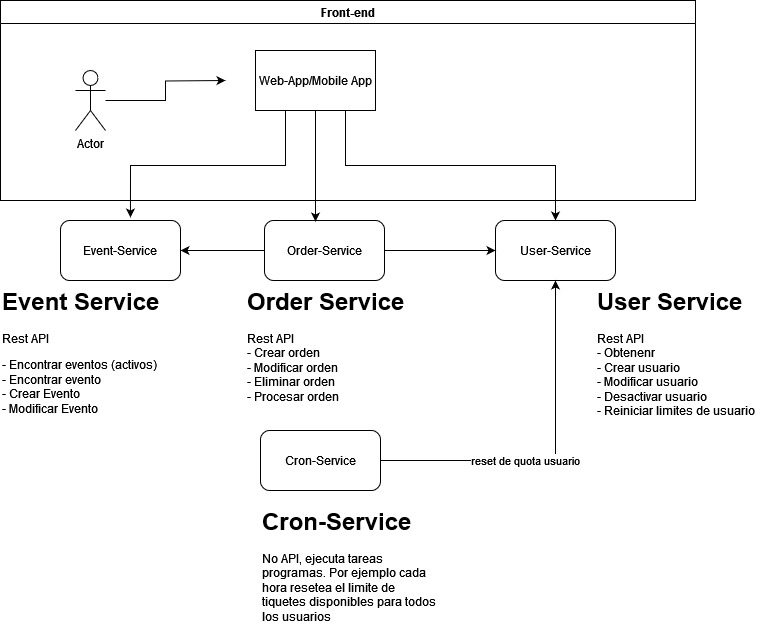 Front-end
Web-App/Mobile App
Actor
Event-Service
Order-Service
User-Service
Event Service
Rest API
- Encontrar eventos (activos)
- Encontrar evento
- Crear Evento
- Modificar Evento
Order Service
Rest API
- Crear orden
- Modificar orden
- Eliminar orden
- Procesar orden
User Service
Rest API
- Obtenenr
- Crear usuario
- Modificar usuario
- Desactivar usuario
- Reiniciar limites de usuario
Cron-Service
reset de quota usuario
Cron-Service
No API, ejecuta tareas
programas. Por ejemplo cada
hora resetea el limite de
tiquetes disponibles para todos
los usuarios